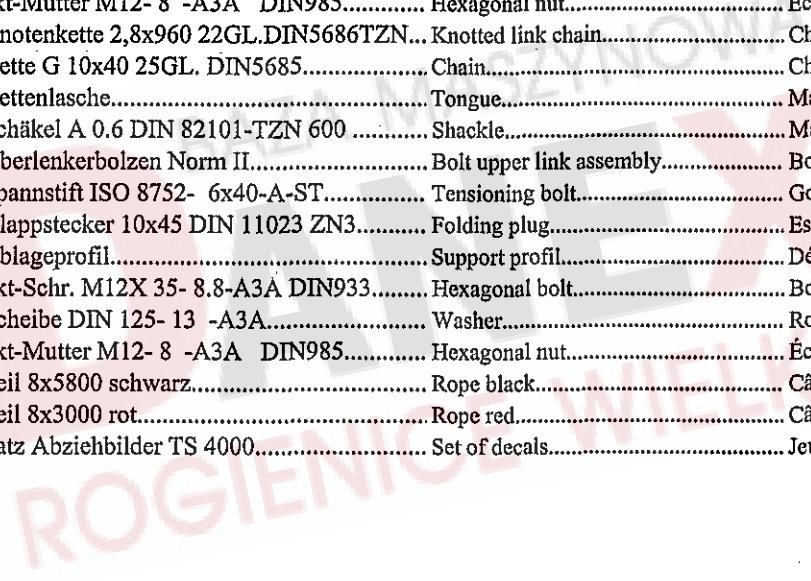 kt-Mutter M12- 8 -A3A DIN985.............. Hexagonal nut.................................. Éc
notenkette 2,8x960 22GL.DIN5686TZN... Knotted link chain............................ Ch
ette G 10x40 25GL. DIN5685.................. Chain................................................ Ch
ettenlasche.............................................. Tongue............................................. Ma
chäkel A 0.6 DIN 82101-TZN 600 .......... Shackle............................................ Ma
berlenkerbolzen Norm II......................... Bolt upper link assembly.................. Bo
pannstift ISO 8752- 6x40-A-ST............... Tensioning bolt................................ Go
lappstecker 10x45 DIN 11023 ZN3.......... Folding plug..................................... Es
blageprofil.............................................. Support profil................................... Dé
kt-Schr. M12X 35- 8.8-A3A DIN933........ Hexagonal bolt................................. Bo
cheibe DIN 125- 13 -A3A....................... Washer............................................. Ro
kt-Mutter M12- 8 -A3A DIN985............ Hexagonal nut.................................. Éc
eil 8x5800 schwarz................................. Rope black....................................... Câ
eil 8x3000 rot.......................................... Rope red.......................................... Câ
atz Abziehbilder TS 4000........................ Set of decals..................................... Jeu
BAZA MASZYNOWA
DANEX
ROGIENICE WIELK